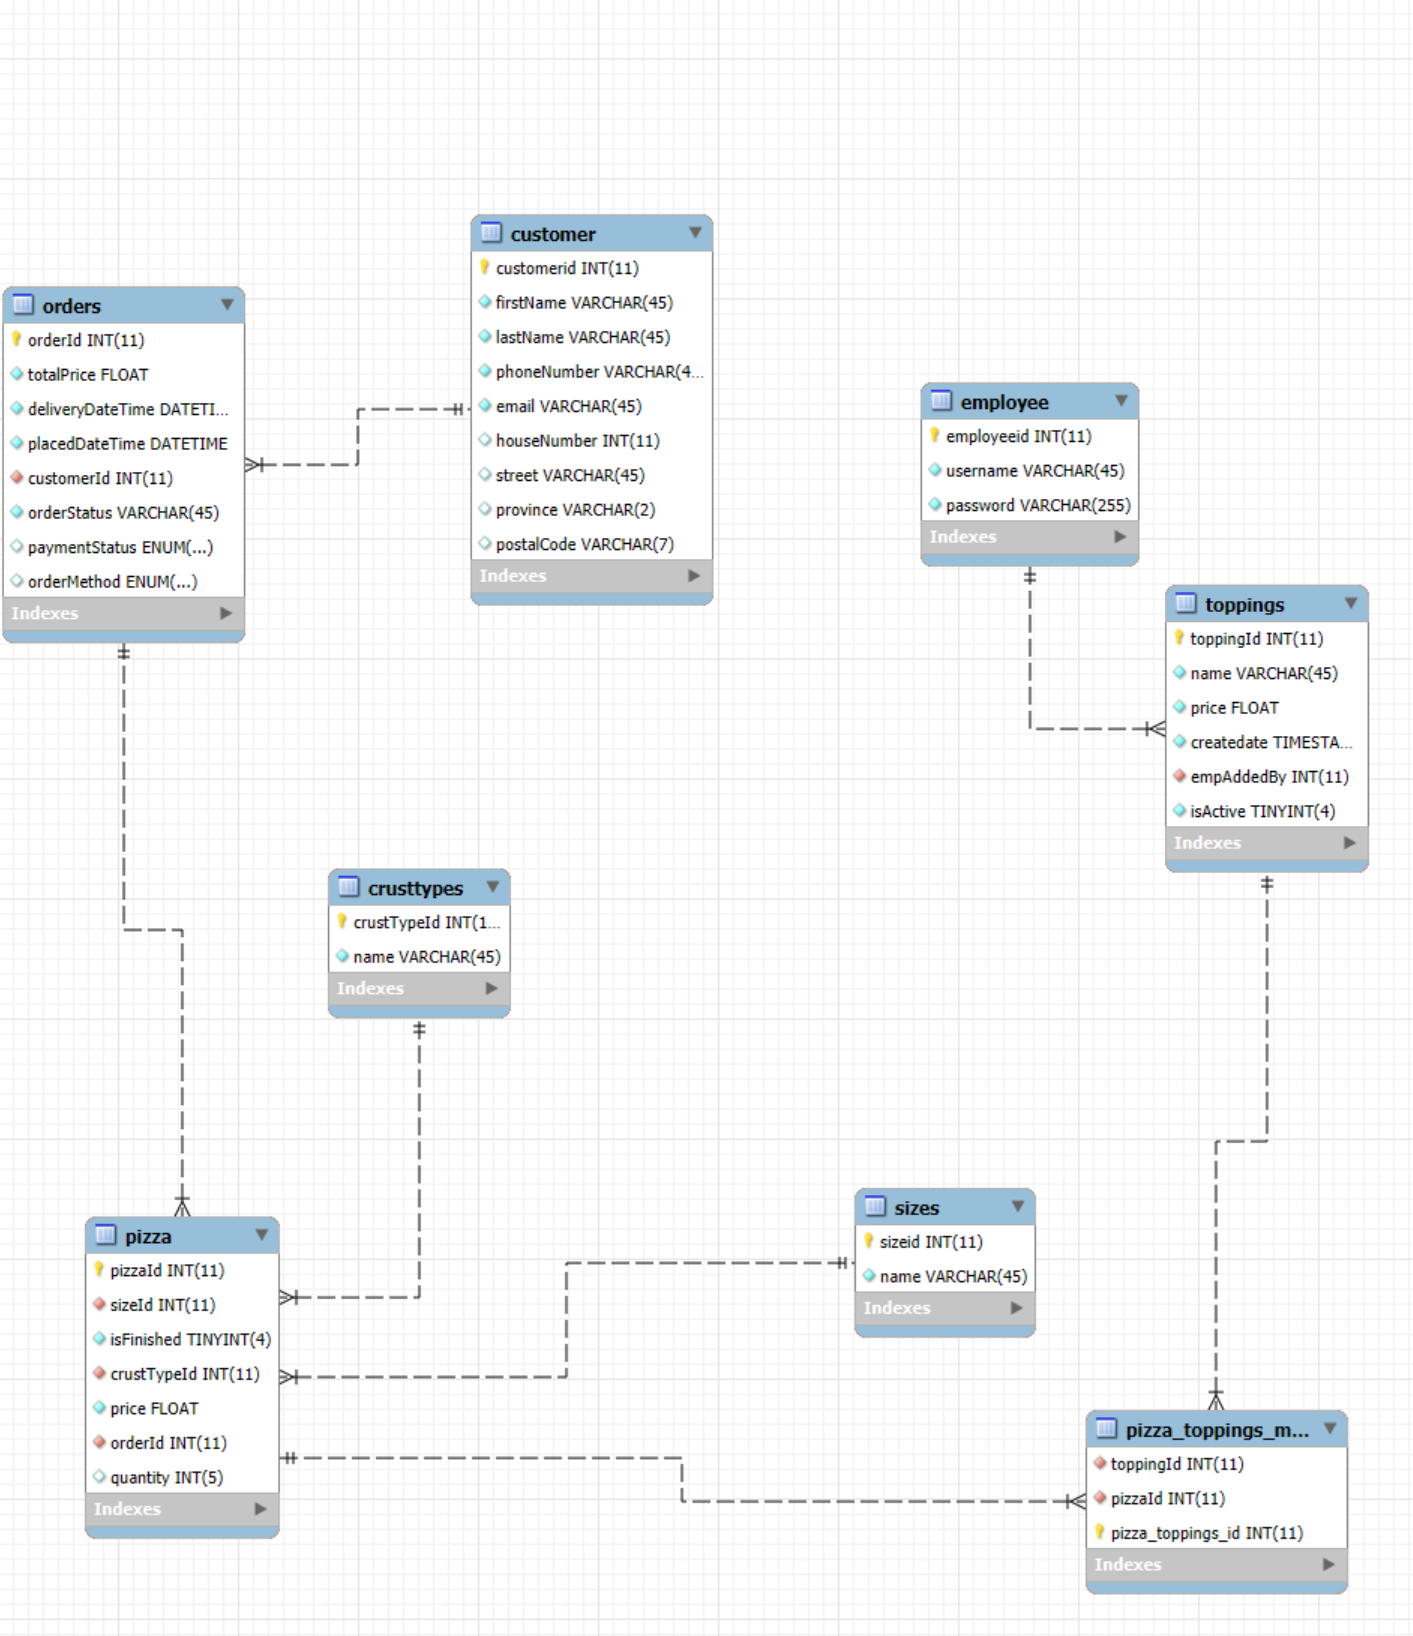 customer
customerid INT(11)
firstName VARCHAR(45)
lastName VARCHAR(45)
phoneNumber VARCHAR(4...
email VARCHAR(45)
houseNumber INT(11)
street VARCHAR(45)
province VARCHAR(2)
postalCode VARCHAR(7)
Indexes
orders
orderId INT(11)
totalPrice FLOAT
deliveryDateTime DATETI...
placedDateTime DATETIME
customerId INT(11)
orderStatus VARCHAR(45)
paymentStatus ENUM(...)
orderMethod ENUM(...)
Indexes
employee
employeeid INT(11)
username VARCHAR(45)
password VARCHAR(255)
Indexes
toppings
toppingId INT(11)
name VARCHAR(45)
price FLOAT
createdate TIMESTA...
empAddedBy INT(11)
isActive TINYINT(4)
Indexes
crusttypes
crustTypeId INT(1...
name VARCHAR(45)
Indexes
sizes
sizeid INT(11)
name VARCHAR(45)
Indexes
pizza
pizzaId INT(11)
sizeId INT(11)
isFinished TINYINT(4)
crustTypeId INT(11)
price FLOAT
orderId INT(11)
quantity INT(5)
Indexes
pizza_toppings_m...
toppingId INT(11)
pizzaId INT(11)
pizza_toppings_id INT(11)
Indexes